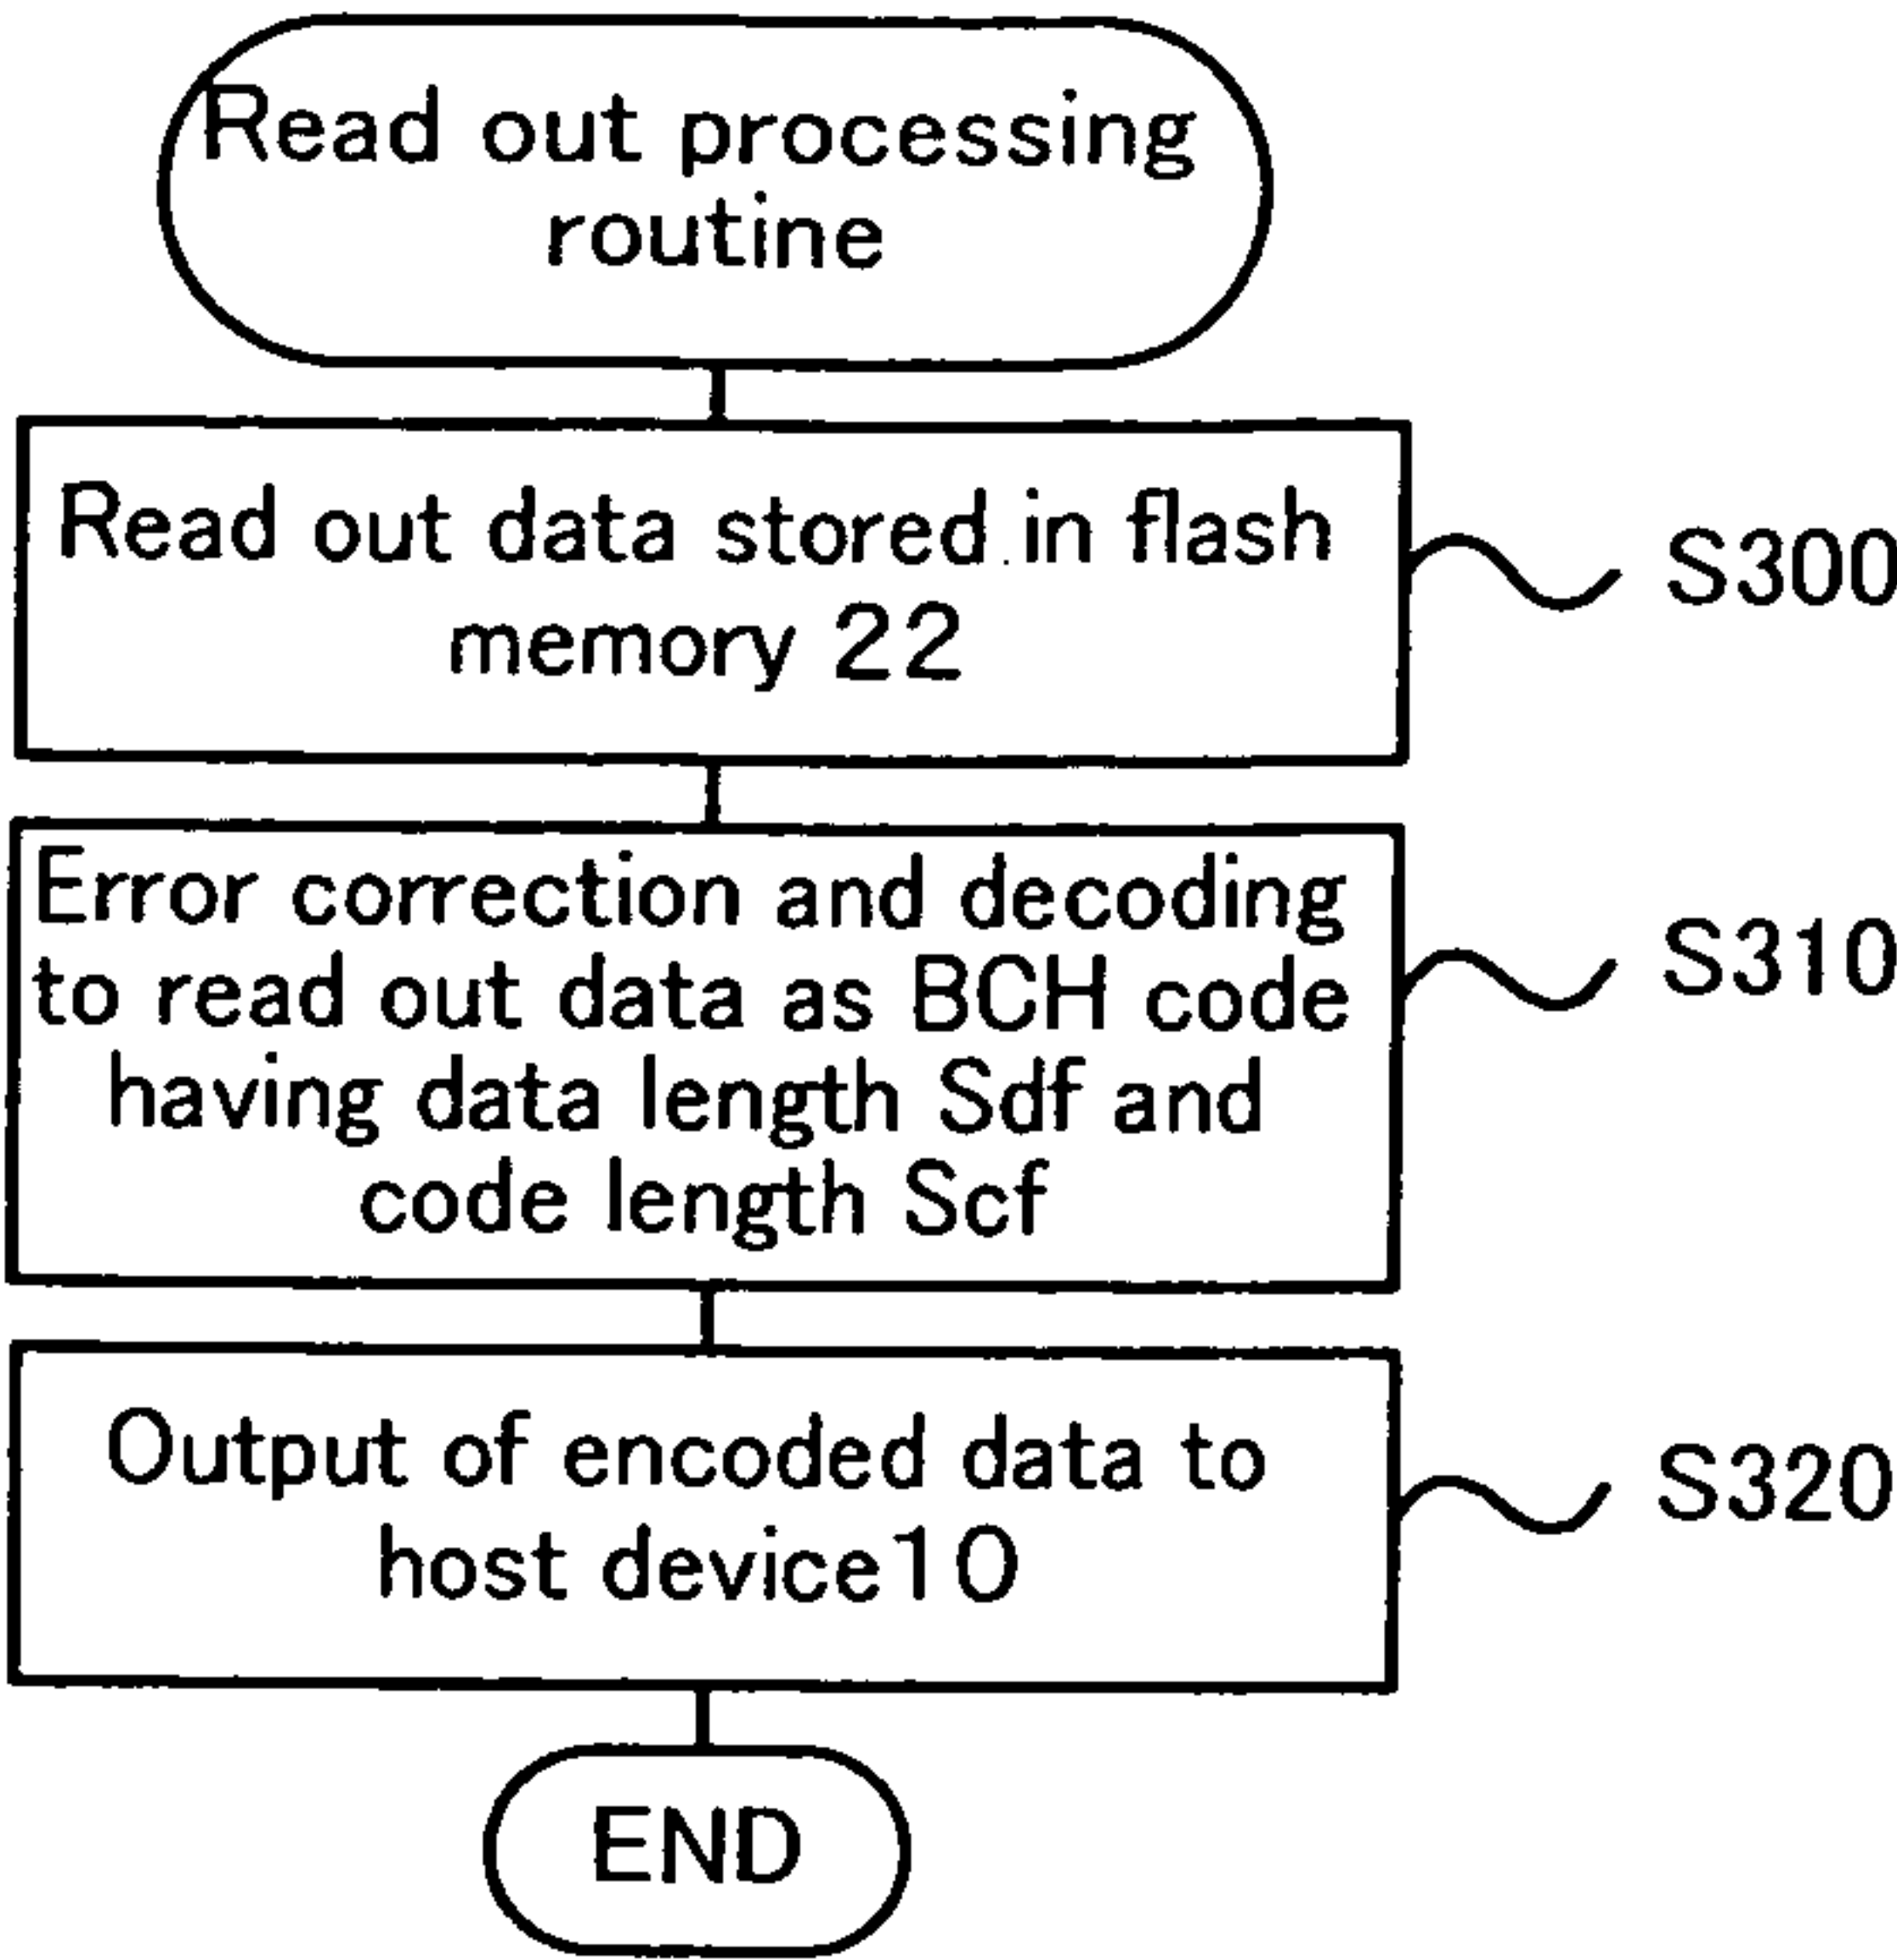 Read out processing
routine
Read out data stored in flash
memory 22
S300
Error correction and decoding
to read out data as BCH code
having data length Sdf and
code length Scf
S310
Output of encoded data to
host device10
S320
END